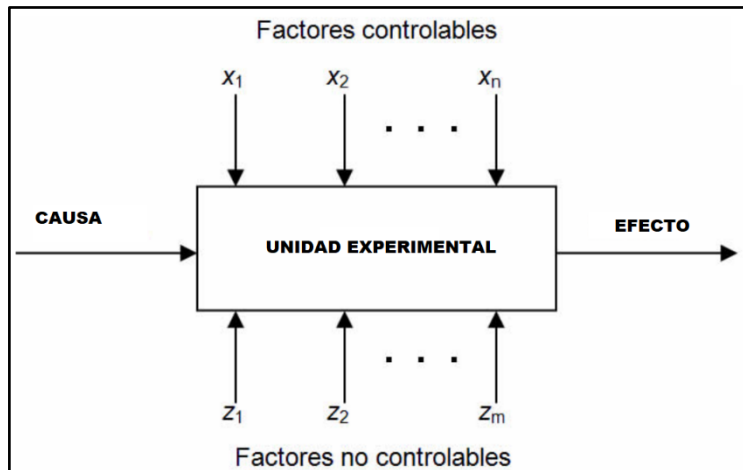 Factores controlables
x1 x2 xn
. . .
CAUSA
UNIDAD EXPERIMENTAL
EFECTO
. . .
z1 z2 zm
Factores no controlables